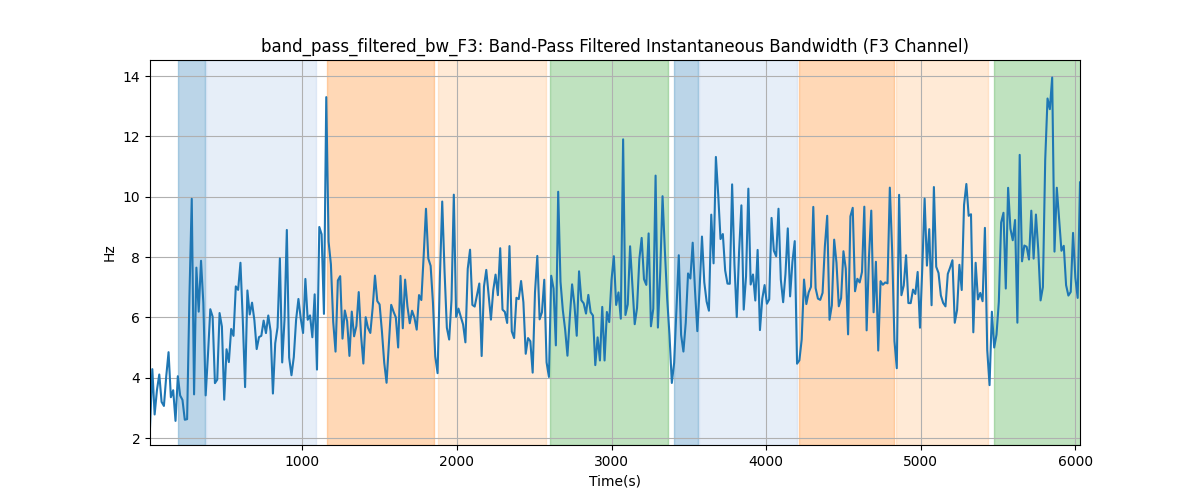 band_pass_filtered_bw_F3: Band-Pass Filtered Instantaneous Bandwidth (F3 Channel)
14
12
10
8
6
4
2
Hz
1000 2000 3000 4000 5000 6000
Time(s)